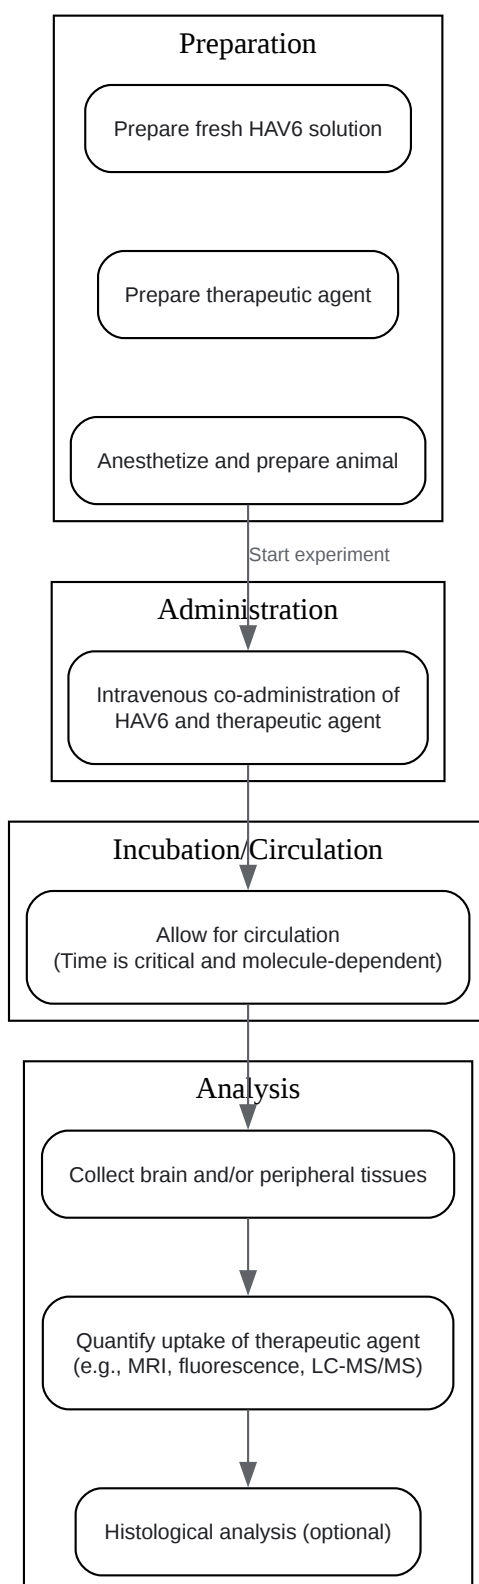 Preparation
Prepare fresh HAV6 solution
Prepare therapeutic agent
Anesthetize and prepare animal
Start experiment
Administration
Intravenous co-administration of
HAV6 and therapeutic agent
Incubation/Circulation
Allow for circulation
(Time is critical and molecule-dependent)
Analysis
Collect brain and/or peripheral tissues
Quantify uptake of therapeutic agent
(e.g., MRI, fluorescence, LC-MS/MS)
Histological analysis (optional)